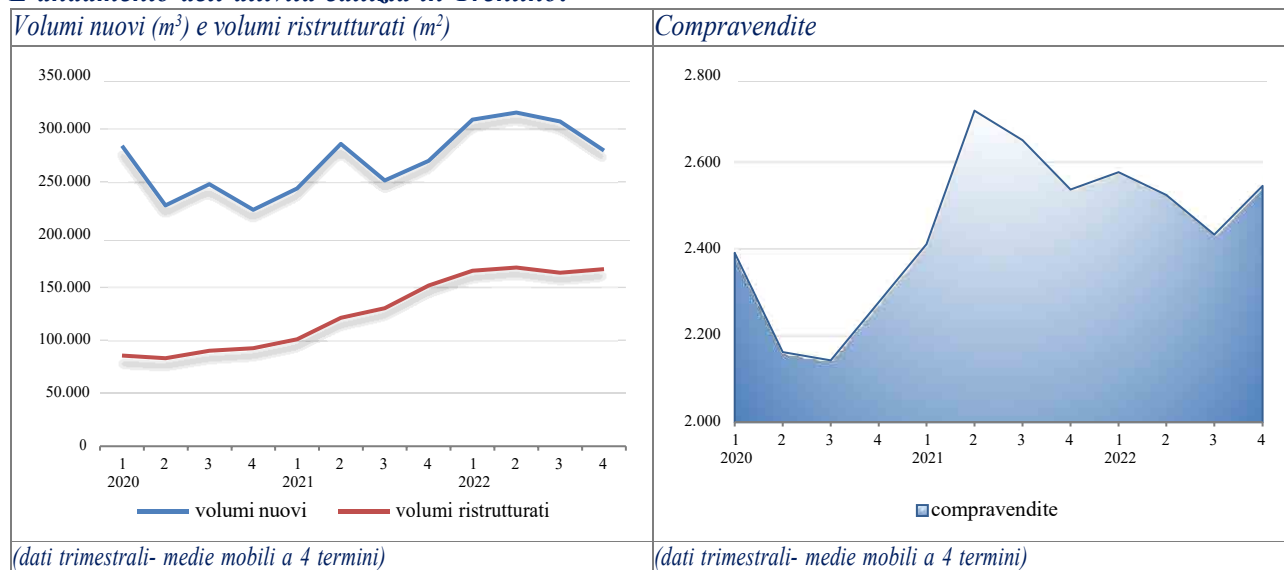 Volumi nuovi (m³) e volumi ristrutturati (m²)
350.000
300.000
250.000
200.000
150.000
100.000
50.000
0
1 2 3 4 1 2 3 4 1 2 3 4
2020 2021 2022
volumi nuovi volumi ristrutturati
(dati trimestrali- medie mobili a 4 termini)
Compravendite
2.800
2.600
2.400
2.200
2.000
1 2 3 4 1 2 3 4 1 2 3 4
2020 2021 2022
compravendite
(dati trimestrali- medie mobili a 4 termini)